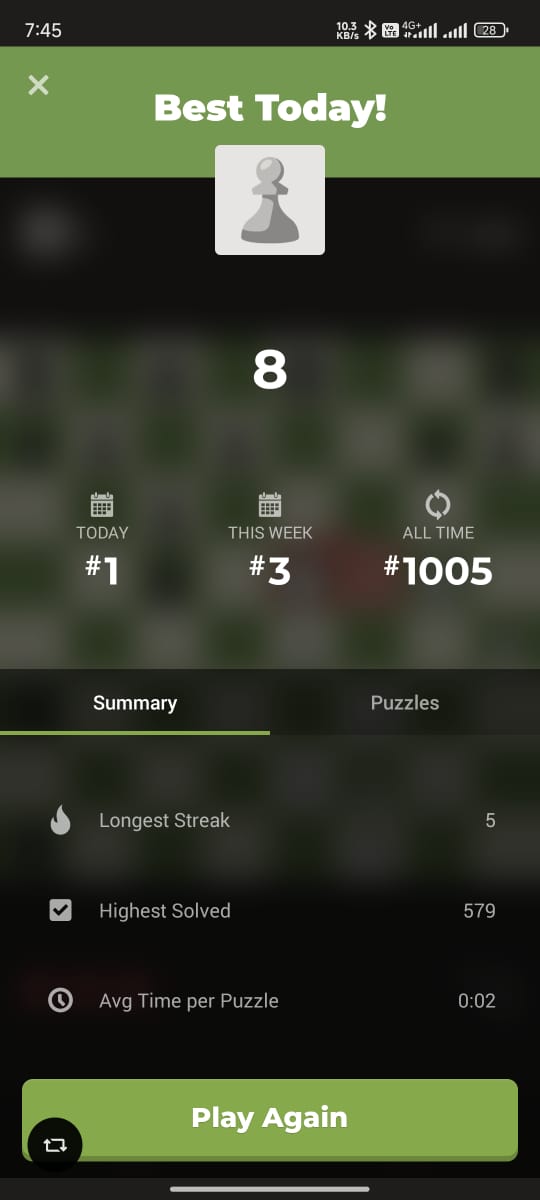 7:45
10.3 KB/s
Vo LTE
4G+
28
Best Today!
8
TODAY
#1
THIS WEEK
#3
ALL TIME
#1005
Summary
Puzzles
Longest Streak 5
Highest Solved 579
Avg Time per Puzzle 0:02
Play Again